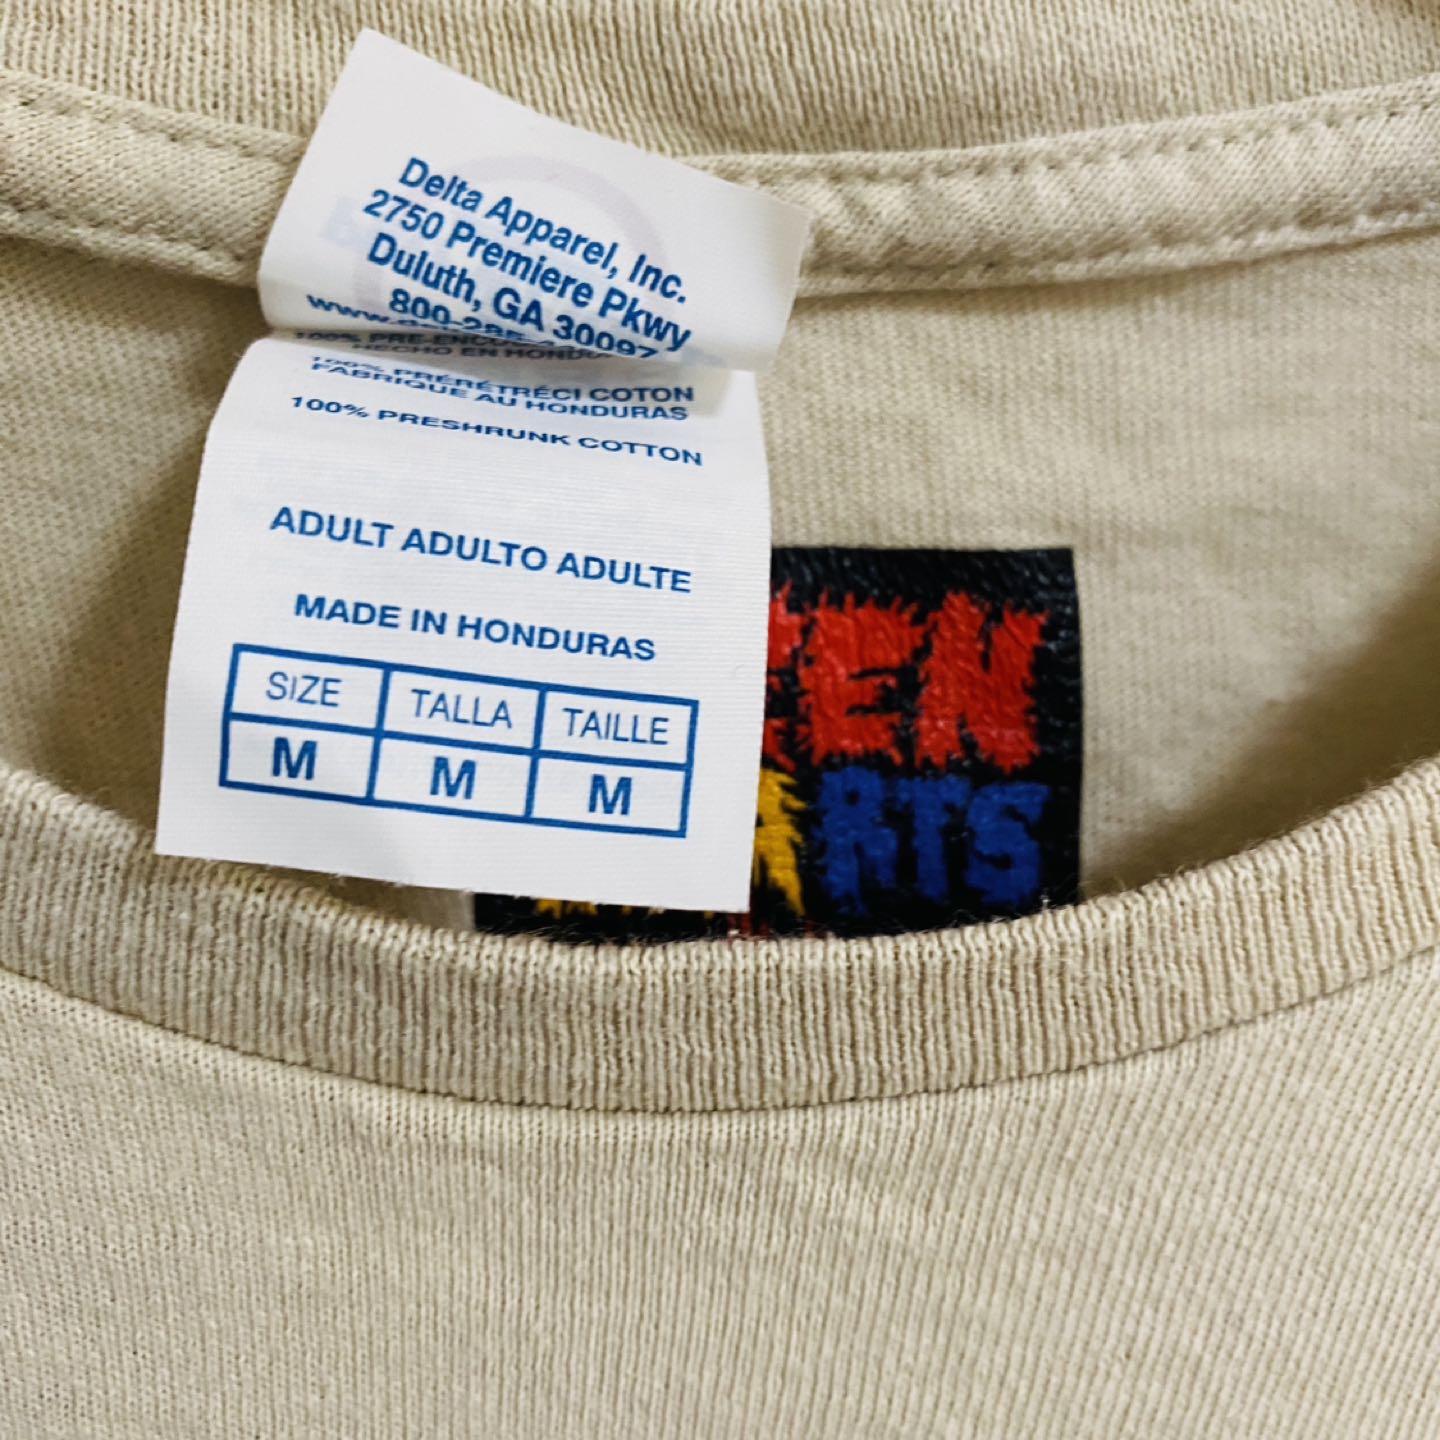 Delta Apparel, Inc.
2750 Premiere Pkwy
Duluth, GA 30097
100% PRÉRÉTRÉCI COTON
FABRIQUE AU HONDURAS
100% PRESHRUNK COTTON
ADULT ADULTO ADULTE
MADE IN HONDURAS
SIZE TALLA TAILLE
M M M